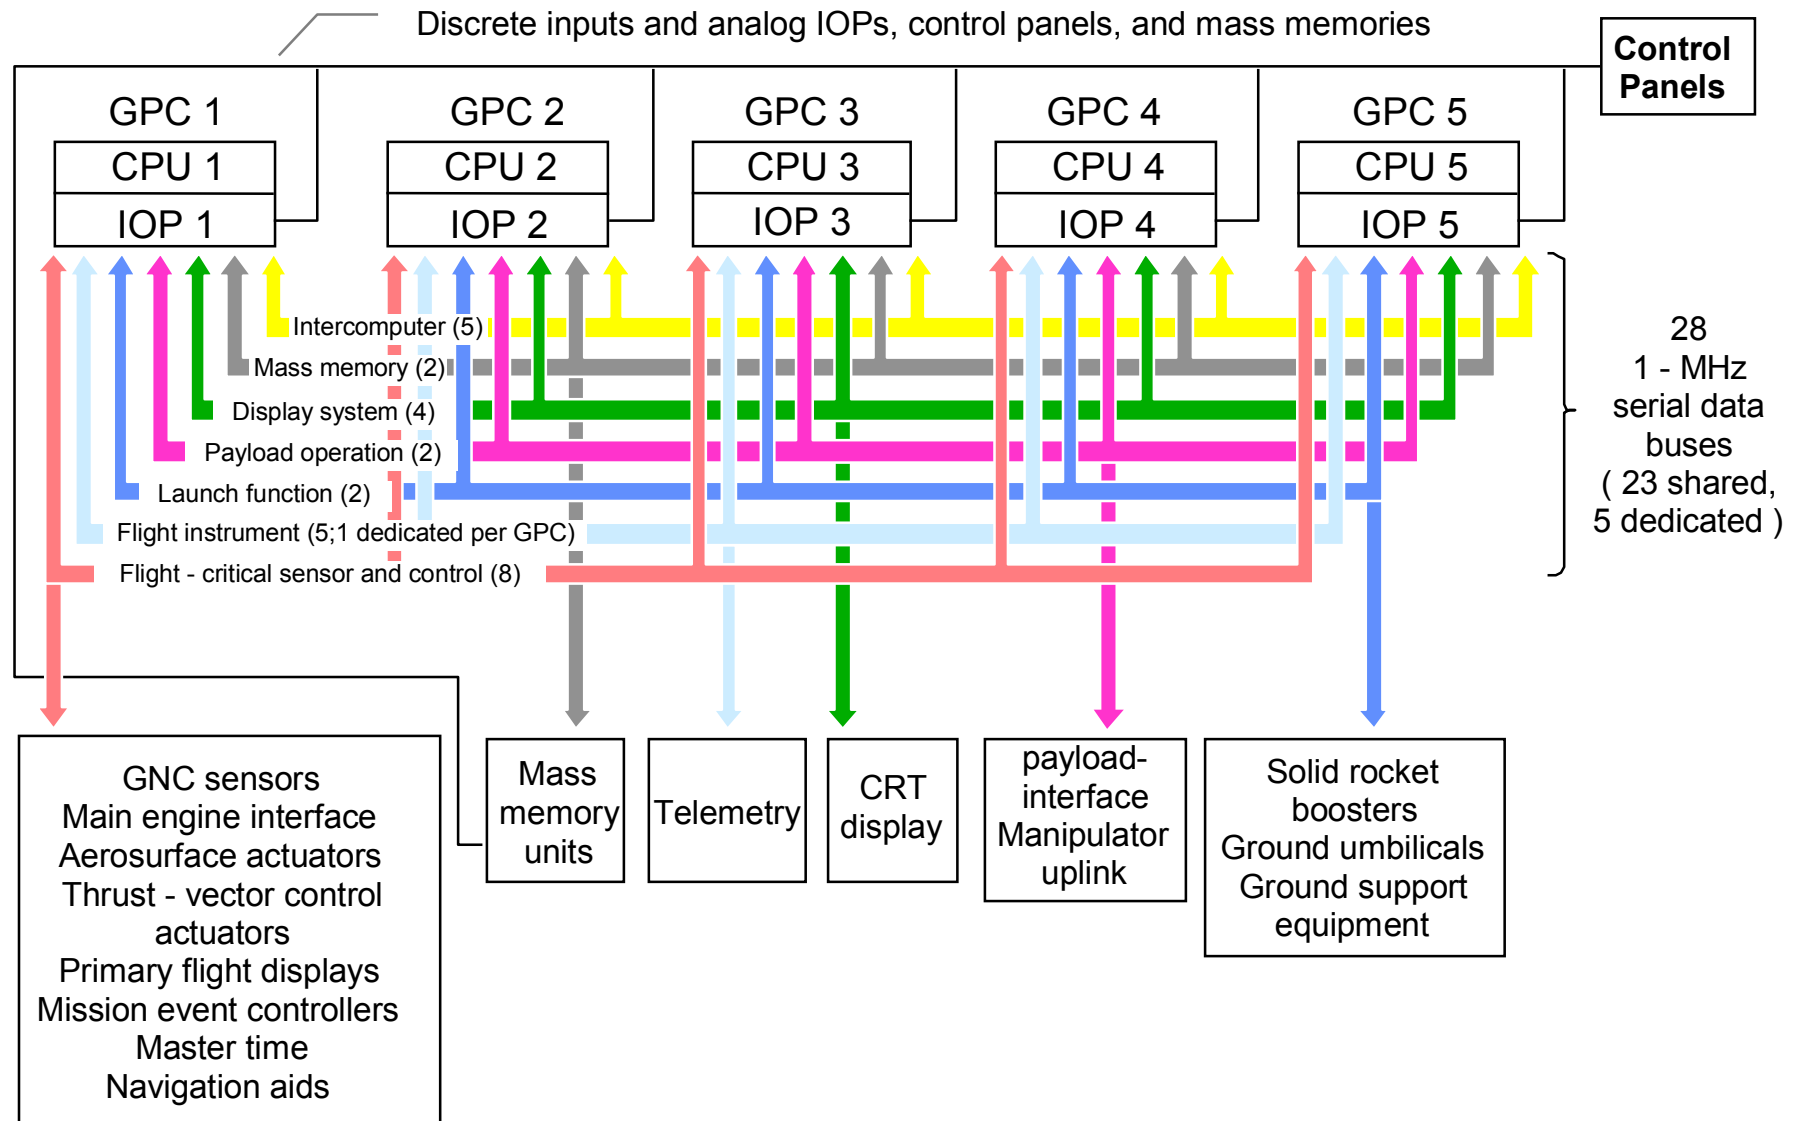 Discrete inputs and analog IOPs, control panels, and mass memories
Control
Panels
GPC 1
GPC 2
GPC 3
GPC 4
GPC 5
CPU 1
CPU 2
CPU 3
CPU 4
CPU 5
IOP 1
IOP 2
IOP 3
IOP 4
IOP 5
Intercomputer (5)
Mass memory (2)
Display system (4)
Payload operation (2)
Launch function (2)
Flight instrument (5;1 dedicated per GPC)
Flight - critical sensor and control (8)
28
1 - MHz
serial data
buses
( 23 shared,
5 dedicated )
GNC sensors
Main engine interface
Aerosurface actuators
Thrust - vector control
actuators
Primary flight displays
Mission event controllers
Master time
Navigation aids
Mass
memory
units
Telemetry
CRT
display
payload-
interface
Manipulator
uplink
Solid rocket
boosters
Ground umbilicals
Ground support
equipment